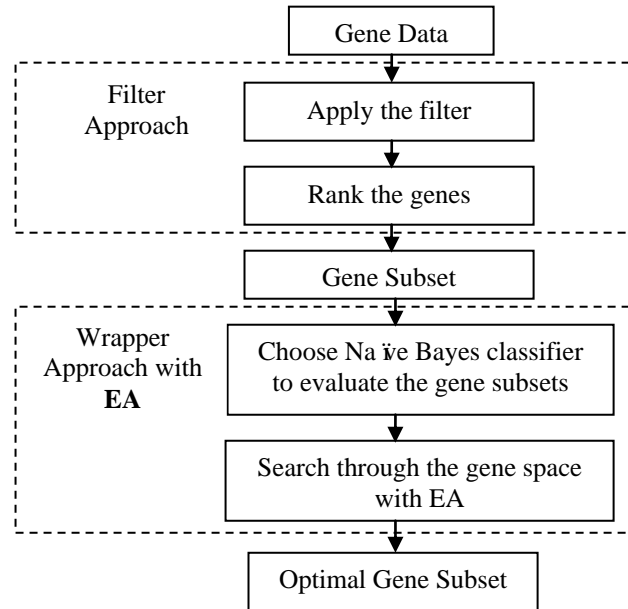 Gene Data
Filter
Approach
Apply the filter
Rank the genes
Gene Subset
Wrapper
Approach with
EA
Choose Na ïve Bayes classifier
to evaluate the gene subsets
Search through the gene space
with EA
Optimal Gene Subset